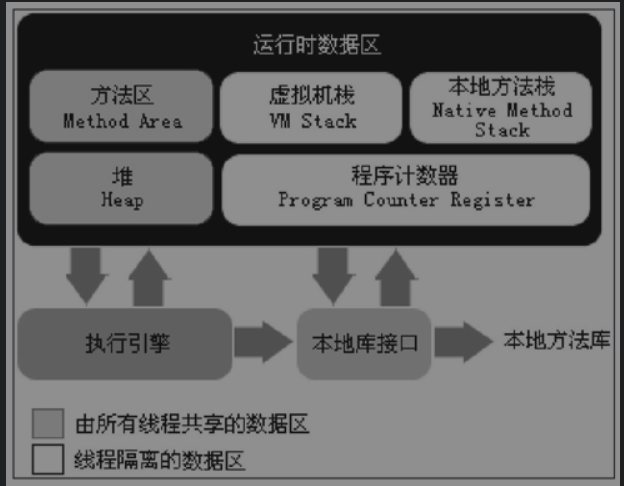 运行时数据区
方法区
Method Area
虚拟机栈
VM Stack
本地方法栈
Native Method
Stack
堆
Heap
程序计数器
Program Counter Register
执行引擎
本地库接口
本地方法库
由所有线程共享的数据区
线程隔离的数据区